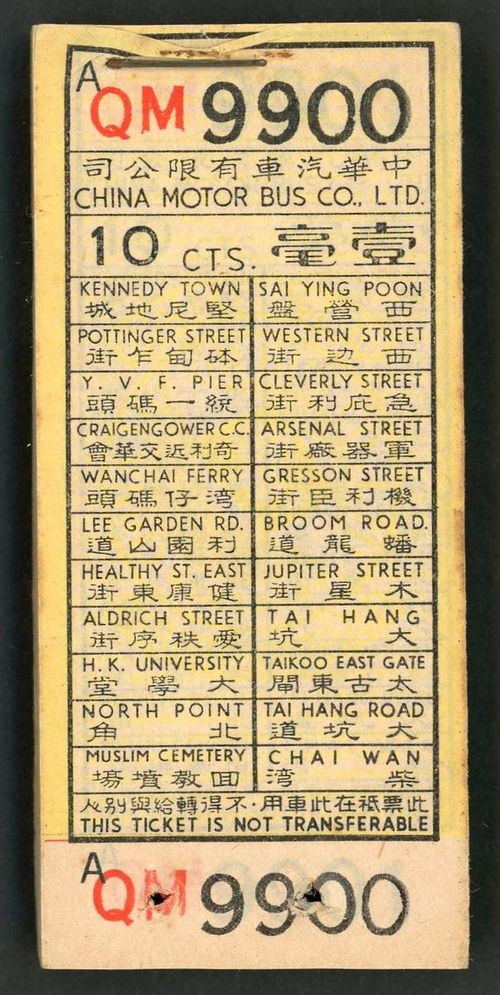 A
QM 9900
中華汽車有限公司
CHINA MOTOR BUS CO., LTD.
10 CTS. 壹毫
KENNEDY TOWN SAI YING POON
堅尼地城 西營盤
POTTINGER STREET WESTERN STREET
砵甸乍街 西边街
Y. V. F. PIER CLEVERLY STREET
統一碼頭 急庇利街
CRAIGENGOWER C.C. ARSENAL STREET
奇利近交華會 軍器廠街
WANCHAI FERRY GRESSON STREET
湾仔碼頭 機利臣街
LEE GARDEN RD. BROOM ROAD.
利園山道 蟠龍道
HEALTHY ST. EAST JUPITER STREET
健康東街 木星街
ALDRICH STREET TAI HANG
愛秩序街 大坑
H. K. UNIVERSITY TAIKOO EAST GATE
大學堂 太古東閘
NORTH POINT TAI HANG ROAD
北角 大坑道
MUSLIM CEMETERY CHAI WAN
回教墳塲 柴湾
此票祗在此車用.不得轉給與別人
THIS TICKET IS NOT TRANSFERABLE
A
QM 9900